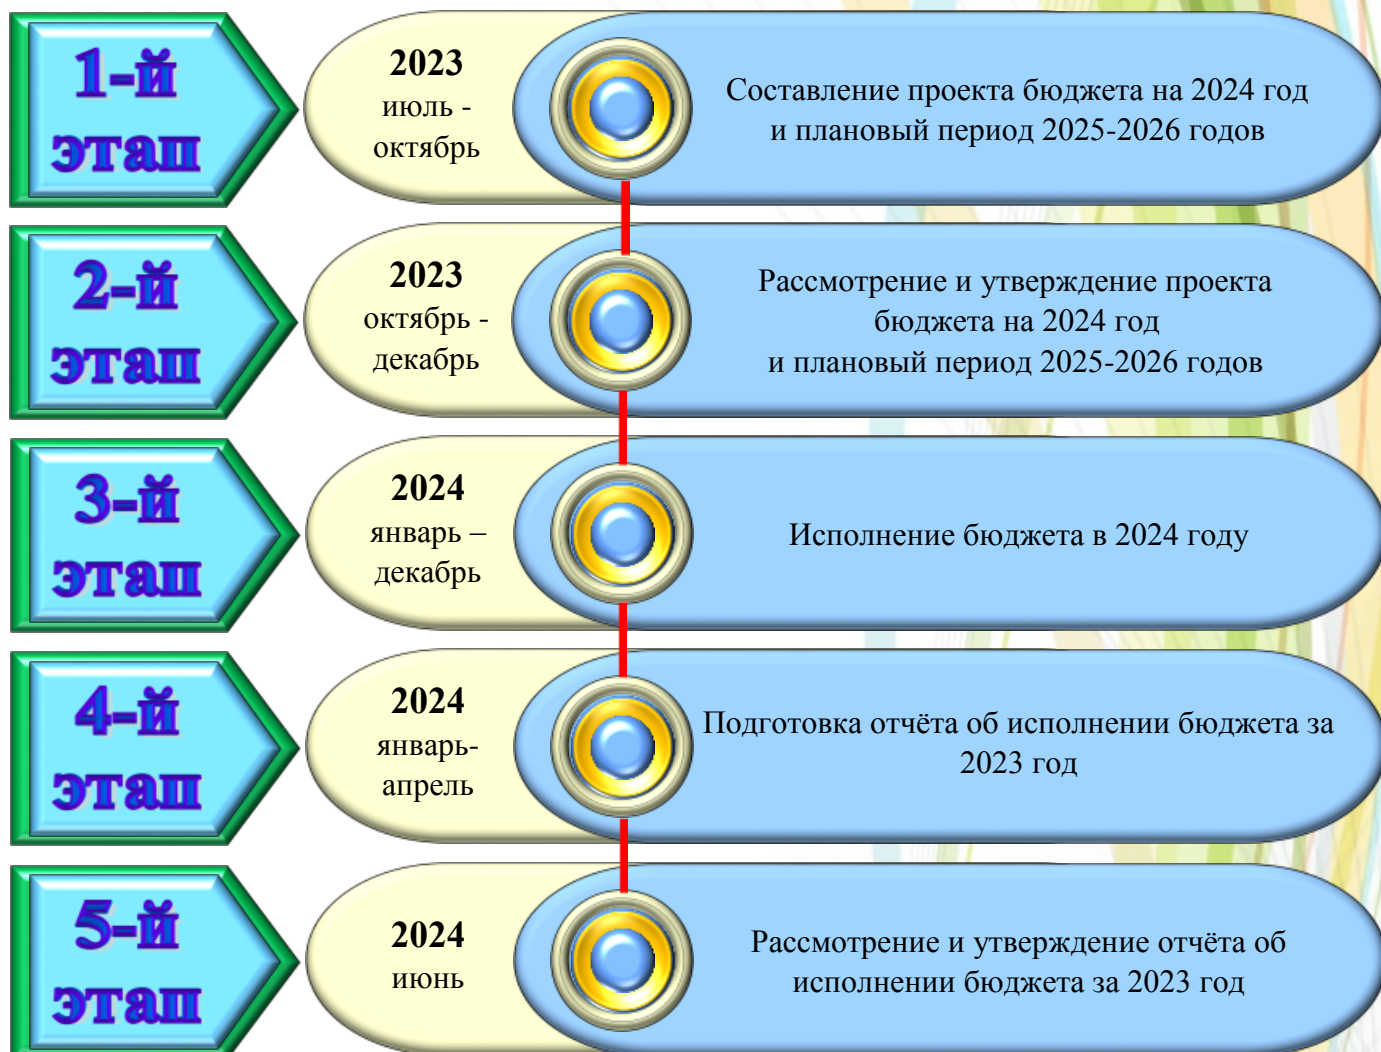 1-й
этап
2023
июль -
октябрь
Составление проекта бюджета на 2024 год
и плановый период 2025-2026 годов
2-й
этап
2023
октябрь -
декабрь
Рассмотрение и утверждение проекта
бюджета на 2024 год
и плановый период 2025-2026 годов
3-й
этап
2024
январь –
декабрь
Исполнение бюджета в 2024 году
4-й
этап
2024
январь-
апрель
Подготовка отчёта об исполнении бюджета за
2023 год
5-й
этап
2024
июнь
Рассмотрение и утверждение отчёта об
исполнении бюджета за 2023 год